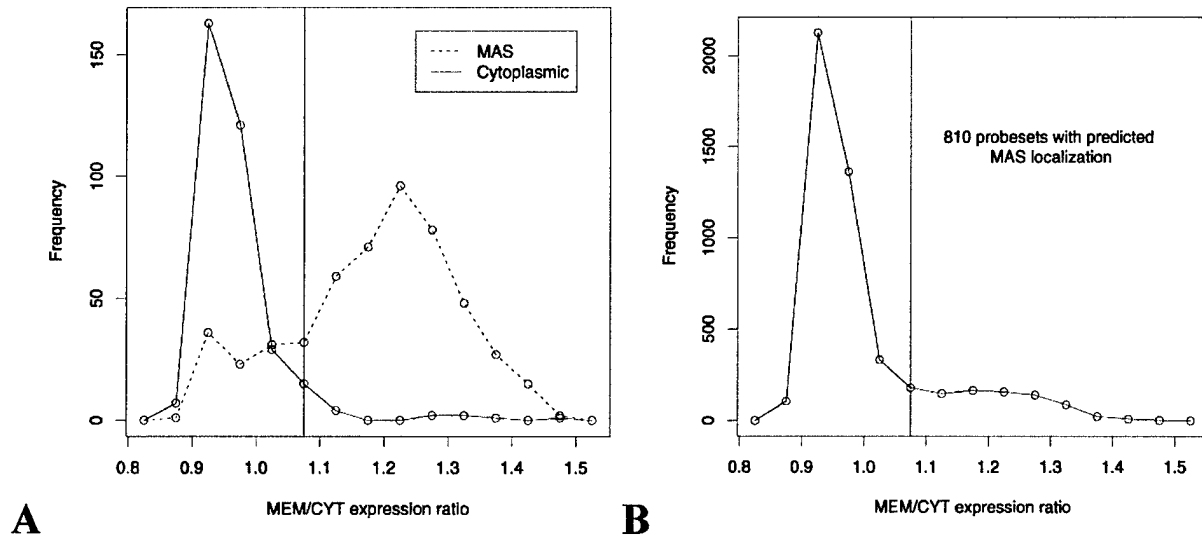 150
100
50
0
Frequency
MAS
Cytoplasmic
0.8 0.9 1.0 1.1 1.2 1.3 1.4 1.5
MEM/CYT expression ratio
A
2000
1500
1000
500
0
Frequency
810 probesets with predicted
MAS localization
0.8 0.9 1.0 1.1 1.2 1.3 1.4 1.5
MEM/CYT expression ratio
B